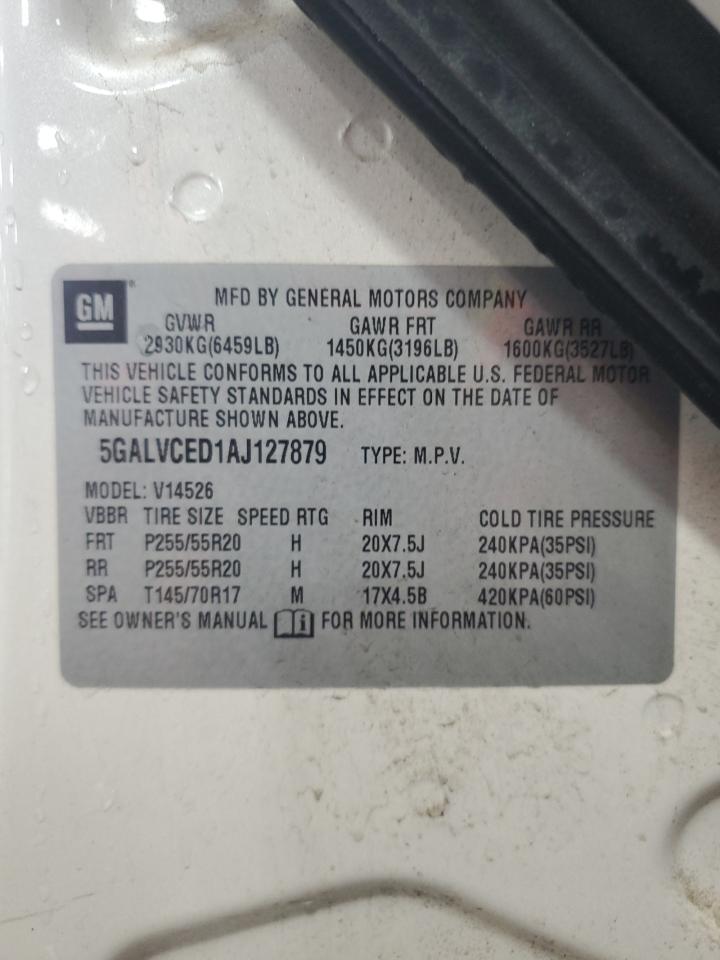 GM
MFD BY GENERAL MOTORS COMPANY
GVWR GAWR FRT GAWR RR
2930KG(6459LB) 1450KG(3196LB) 1600KG(3527LB)
THIS VEHICLE CONFORMS TO ALL APPLICABLE U.S. FEDERAL MOTOR
VEHICLE SAFETY STANDARDS IN EFFECT ON THE DATE OF
MANUFACTURE SHOWN ABOVE.
5GALVCED1AJ127879 TYPE: M.P.V.
MODEL: V14526
VBBR TIRE SIZE SPEED RTG RIM COLD TIRE PRESSURE
FRT P255/55R20 H 20X7.5J 240KPA(35PSI)
RR P255/55R20 H 20X7.5J 240KPA(35PSI)
SPA T145/70R17 M 17X4.5B 420KPA(60PSI)
SEE OWNER'S MANUAL i FOR MORE INFORMATION.